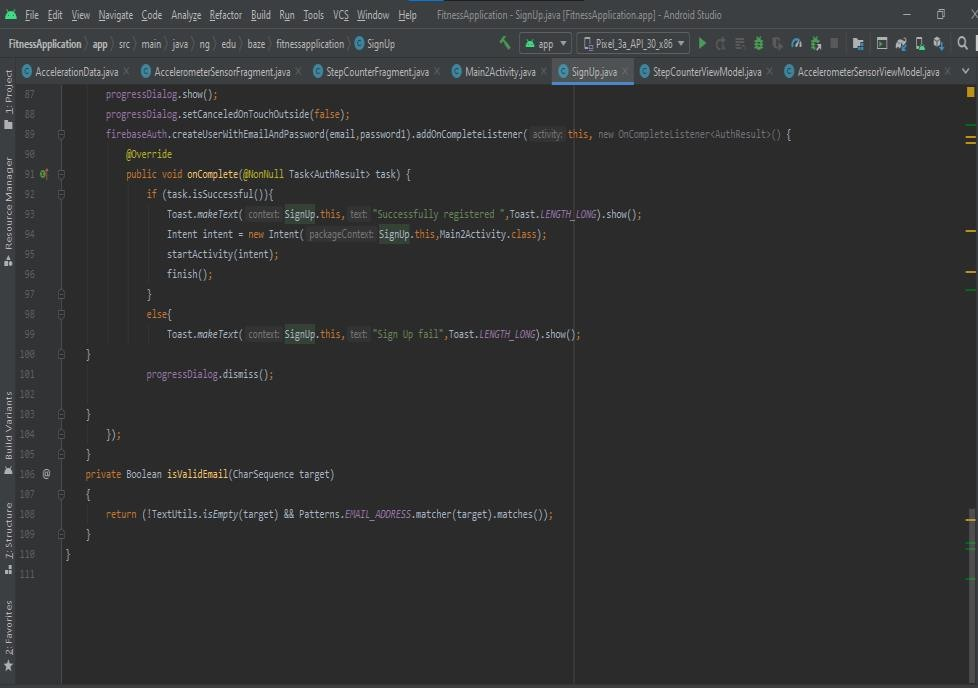 File Edit View Navigate Code Analyze Refactor Build Run Tools VCS Window Help FitnessApplication - SignUp.java [FitnessApplication.app] - Android Studio
FitnessApplication app src main java ng edu baze fitnessapplication SignUp app Pixel_3a_API_30_x86
AccelerationData.java AccelerometerSensorFragment.java StepCounterFragment.java Main2Activity.java SignUp.java StepCounterViewModel.java AccelerometerSensorViewModel.java
1: Project
Resource Manager
Build Variants
7: Structure
2: Favorites
87 progressDialog.show();
88 progressDialog.setCanceledOnTouchOutside(false);
89 firebaseAuth.createUserWithEmailAndPassword(email,password1).addOnCompleteListener( activity: this, new OnCompleteListener<AuthResult>() {
90 @Override
91 public void onComplete(@NonNull Task<AuthResult> task) {
92 if (task.isSuccessful()){
93 Toast.makeText( context: SignUp.this, text: "Successfully registered ",Toast.LENGTH_LONG).show();
94 Intent intent = new Intent( packageContext: SignUp.this,Main2Activity.class);
95 startActivity(intent);
96 finish();
97 }
98 else{
99 Toast.makeText( context: SignUp.this, text: "Sign Up fail",Toast.LENGTH_LONG).show();
100 }
101 progressDialog.dismiss();
102
103 }
104 });
105 }
106 @ private Boolean isValidEmail(CharSequence target)
107 {
108 return (!TextUtils.isEmpty(target) && Patterns.EMAIL_ADDRESS.matcher(target).matches());
109 }
110 }
111